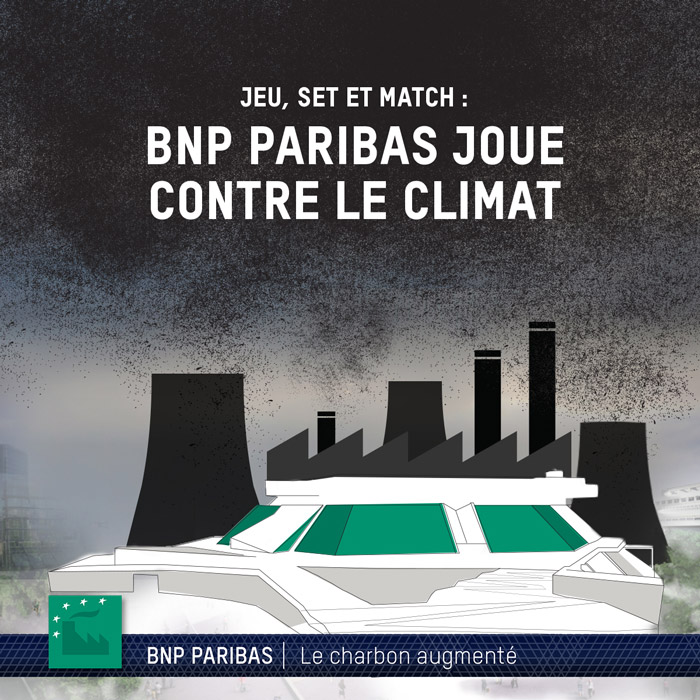 JEU, SET ET MATCH :
BNP PARIBAS JOUE
CONTRE LE CLIMAT
BNP PARIBAS | Le charbon augmenté